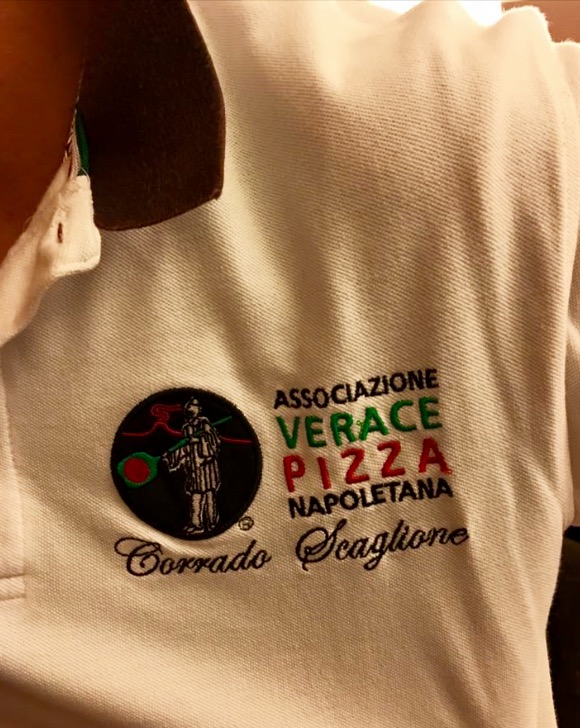 ASSOCIAZIONE
VERACE
PIZZA
NAPOLETANA
®
Corrado Scaglione